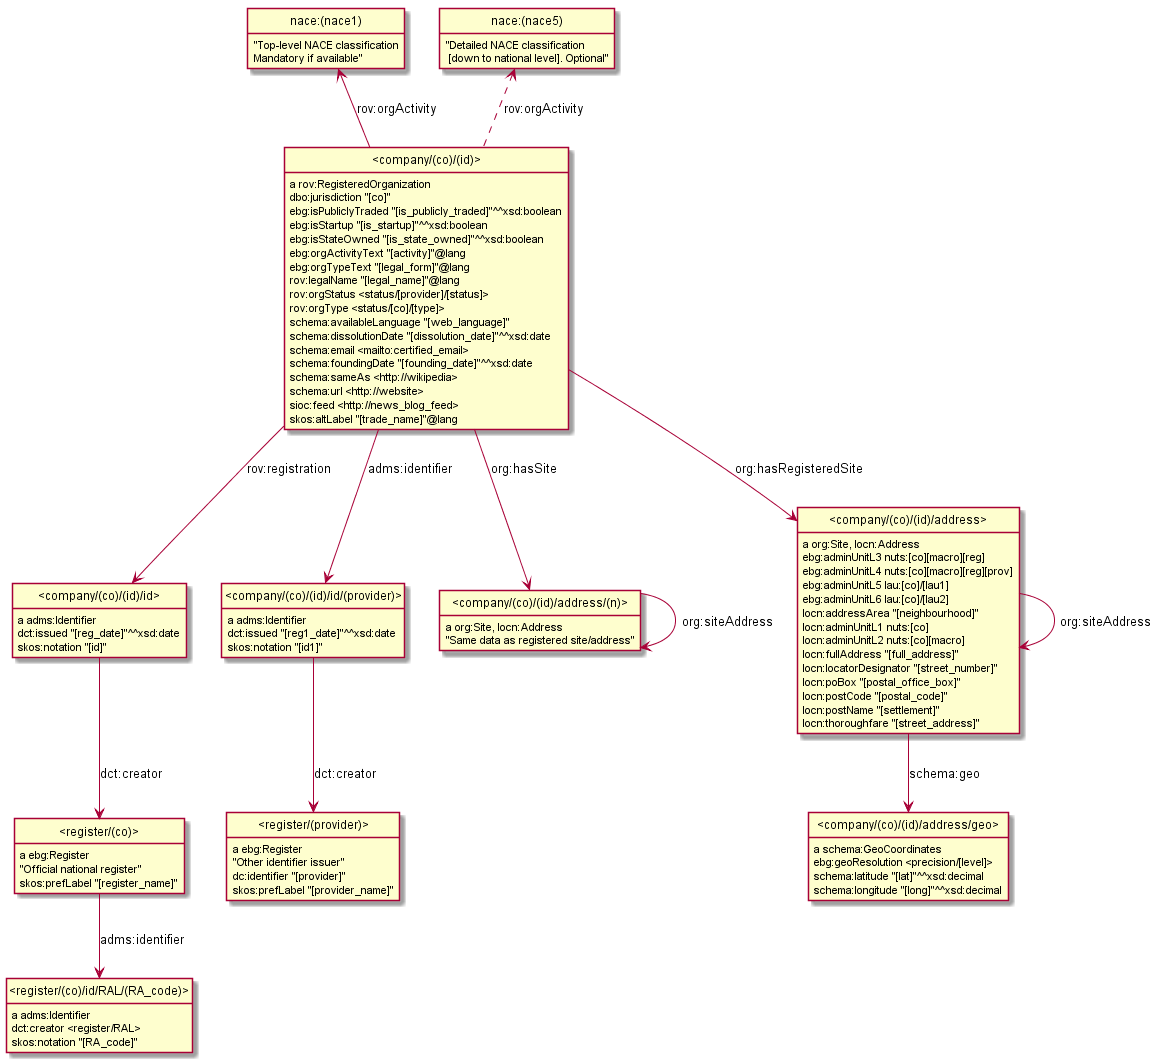 nace:(nace1)
"Top-level NACE classification
Mandatory if available"
nace:(nace5)
"Detailed NACE classification
[down to national level]. Optional"
rov:orgActivity
rov:orgActivity
<company/(co)/(id)>
a rov:RegisteredOrganization
dbo:jurisdiction "[co]"
ebg:isPubliclyTraded "[is_publicly_traded]"^^xsd:boolean
ebg:isStartup "[is_startup]"^^xsd:boolean
ebg:isStateOwned "[is_state_owned]"^^xsd:boolean
ebg:orgActivityText "[activity]"@lang
ebg:orgTypeText "[legal_form]"@lang
rov:legalName "[legal_name]"@lang
rov:orgStatus <status/[provider]/[status]>
rov:orgType <status/[co]/[type]>
schema:availableLanguage "[web_language]"
schema:dissolutionDate "[dissolution_date]"^^xsd:date
schema:email <mailto:certified_email>
schema:foundingDate "[founding_date]"^^xsd:date
schema:sameAs <http://wikipedia>
schema:url <http://website>
sioc:feed <http://news_blog_feed>
skos:altLabel "[trade_name]"@lang
rov:registration
adms:identifier
org:hasSite
org:hasRegisteredSite
<company/(co)/(id)/id>
a adms:Identifier
dct:issued "[reg_date]"^^xsd:date
skos:notation "[id]"
<company/(co)/(id)/id/(provider)>
a adms:Identifier
dct:issued "[reg1_date]"^^xsd:date
skos:notation "[id1]"
<company/(co)/(id)/address/(n)>
a org:Site, locn:Address
"Same data as registered site/address"
org:siteAddress
<company/(co)/(id)/address>
a org:Site, locn:Address
ebg:adminUnitL3 nuts:[co][macro][reg]
ebg:adminUnitL4 nuts:[co][macro][reg][prov]
ebg:adminUnitL5 lau:[co]/[lau1]
ebg:adminUnitL6 lau:[co]/[lau2]
locn:addressArea "[neighbourhood]"
locn:adminUnitL1 nuts:[co]
locn:adminUnitL2 nuts:[co][macro]
locn:fullAddress "[full_address]"
locn:locatorDesignator "[street_number]"
locn:poBox "[postal_office_box]"
locn:postCode "[postal_code]"
locn:postName "[settlement]"
locn:thoroughfare "[street_address]"
org:siteAddress
dct:creator
dct:creator
schema:geo
<register/(co)>
a ebg:Register
"Official national register"
skos:prefLabel "[register_name]"
<register/(provider)>
a ebg:Register
"Other identifier issuer"
dc:identifier "[provider]"
skos:prefLabel "[provider_name]"
<company/(co)/(id)/address/geo>
a schema:GeoCoordinates
ebg:geoResolution <precision/[level]>
schema:latitude "[lat]"^^xsd:decimal
schema:longitude "[long]"^^xsd:decimal
adms:identifier
<register/(co)/id/RAL/(RA_code)>
a adms:Identifier
dct:creator <register/RAL>
skos:notation "[RA_code]"